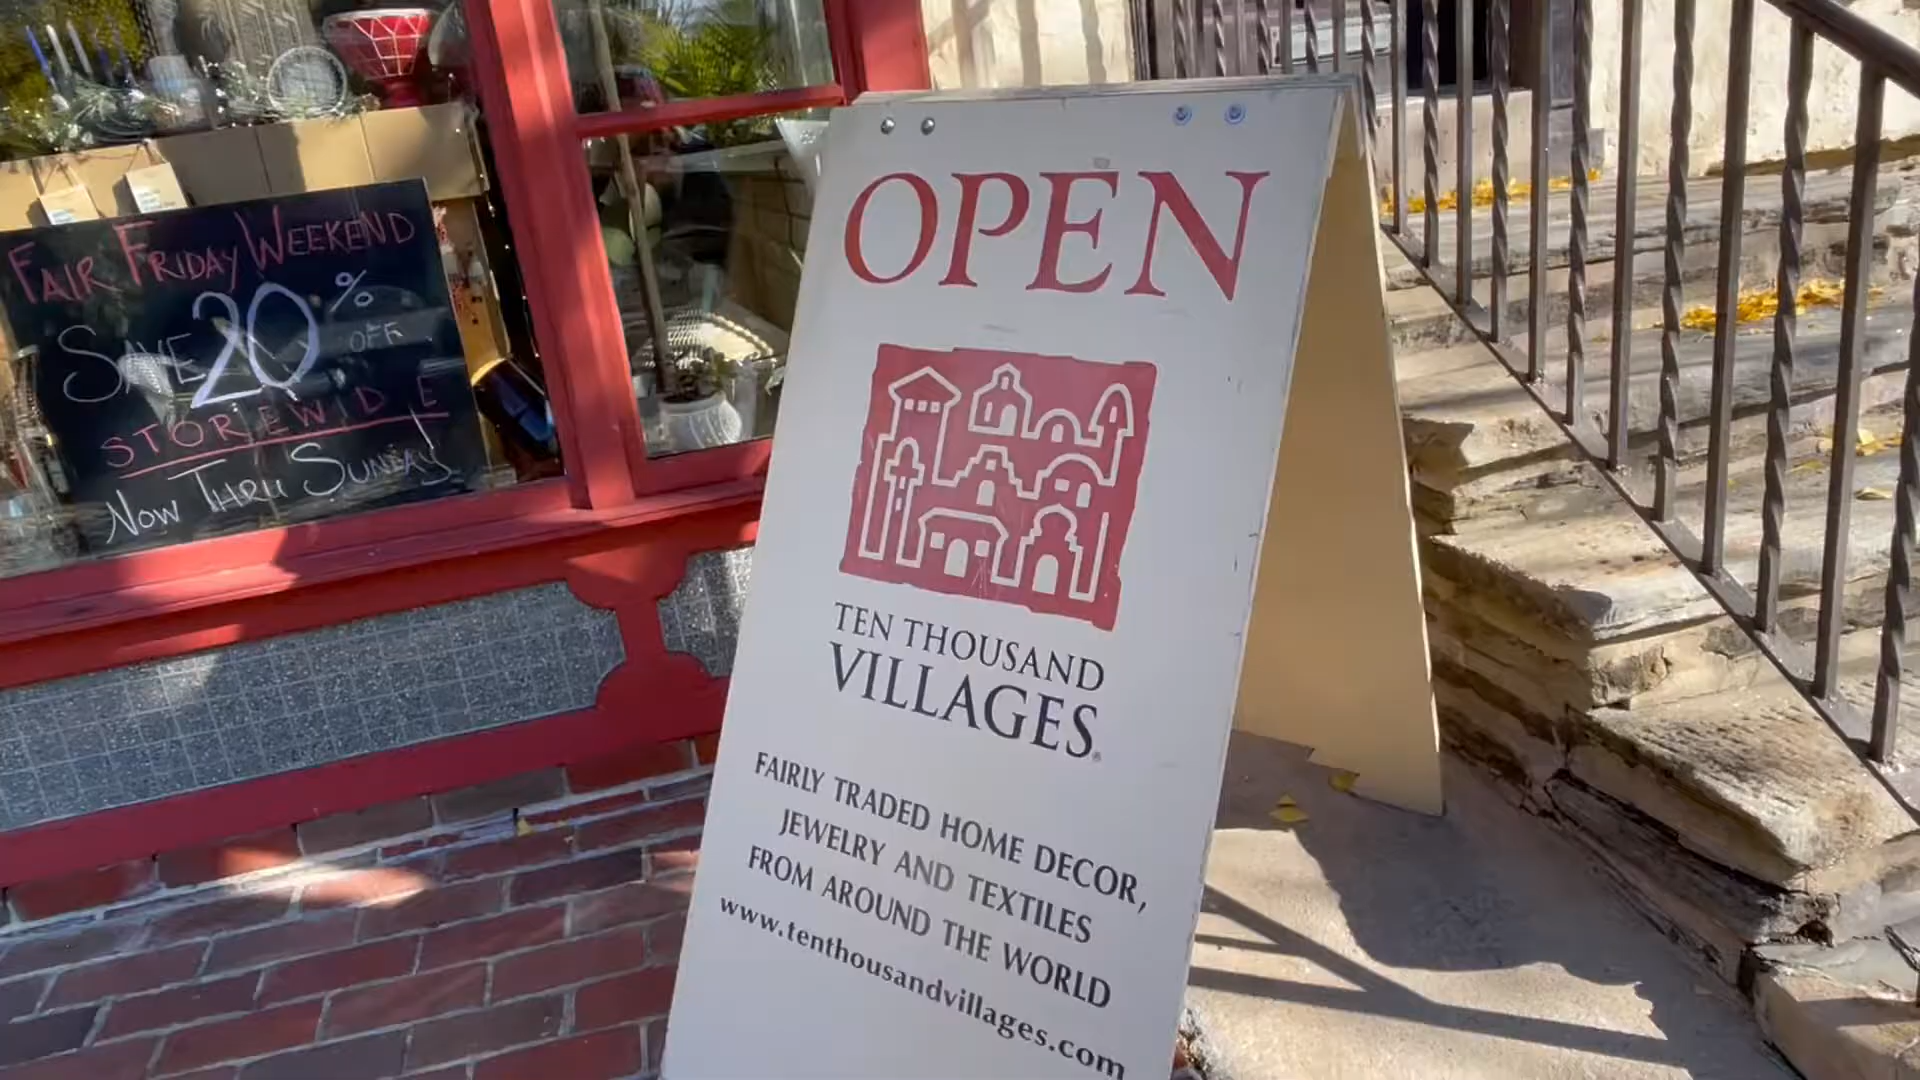 FAIR FRIDAY WEEKEND
SAVE 20% OFF
STOREWIDE
NOW THRU SUNDAY
OPEN
TEN THOUSAND
VILLAGES®
FAIRLY TRADED HOME DECOR,
JEWELRY AND TEXTILES
FROM AROUND THE WORLD
www.tenthousandvillages.com